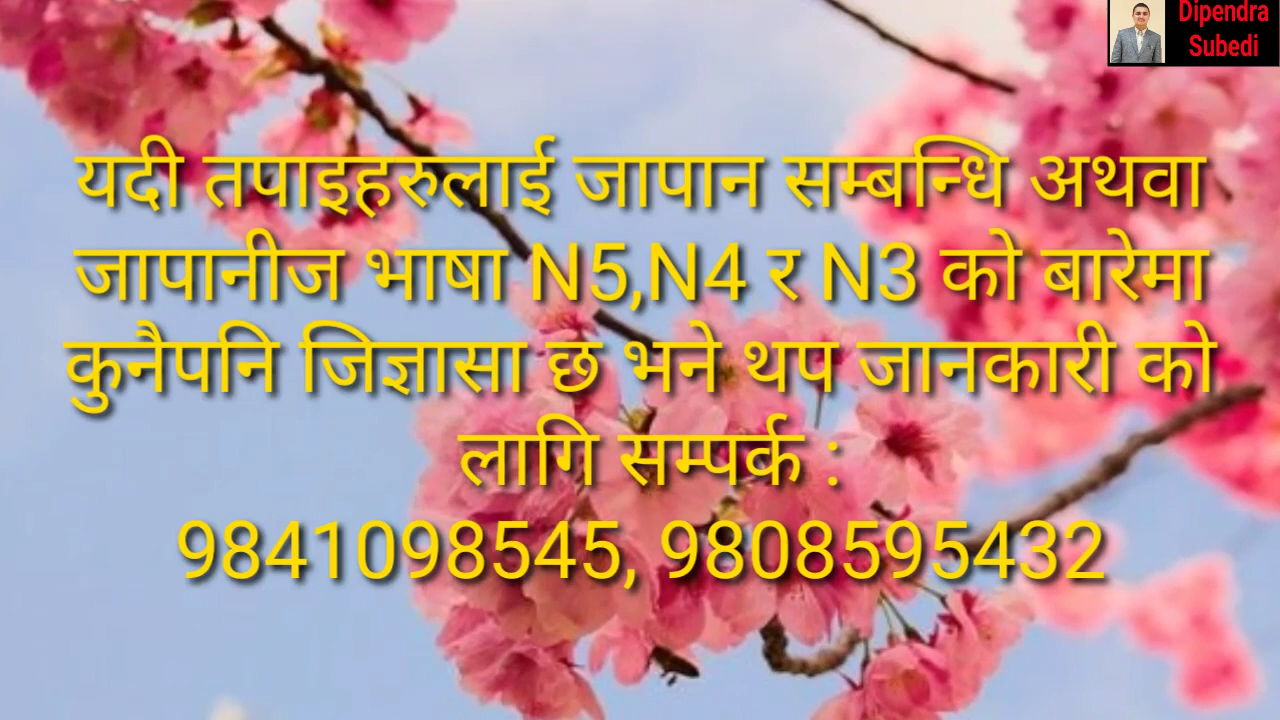 Dipendra
Subedi
यदी तपाइहरुलाई जापान सम्बन्धि अथवा
जापानीज भाषा N5,N4 र N3 को बारेमा
कुनैपनि जिज्ञासा छ भने थप जानकारी को
लागि सम्पर्क :
9841098545, 9808595432